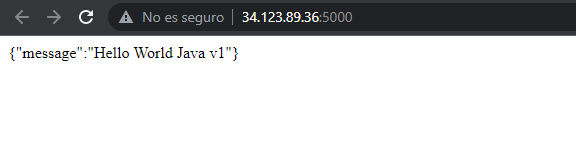 No es seguro 34.123.89.36:5000
{"message":"Hello World Java v1"}